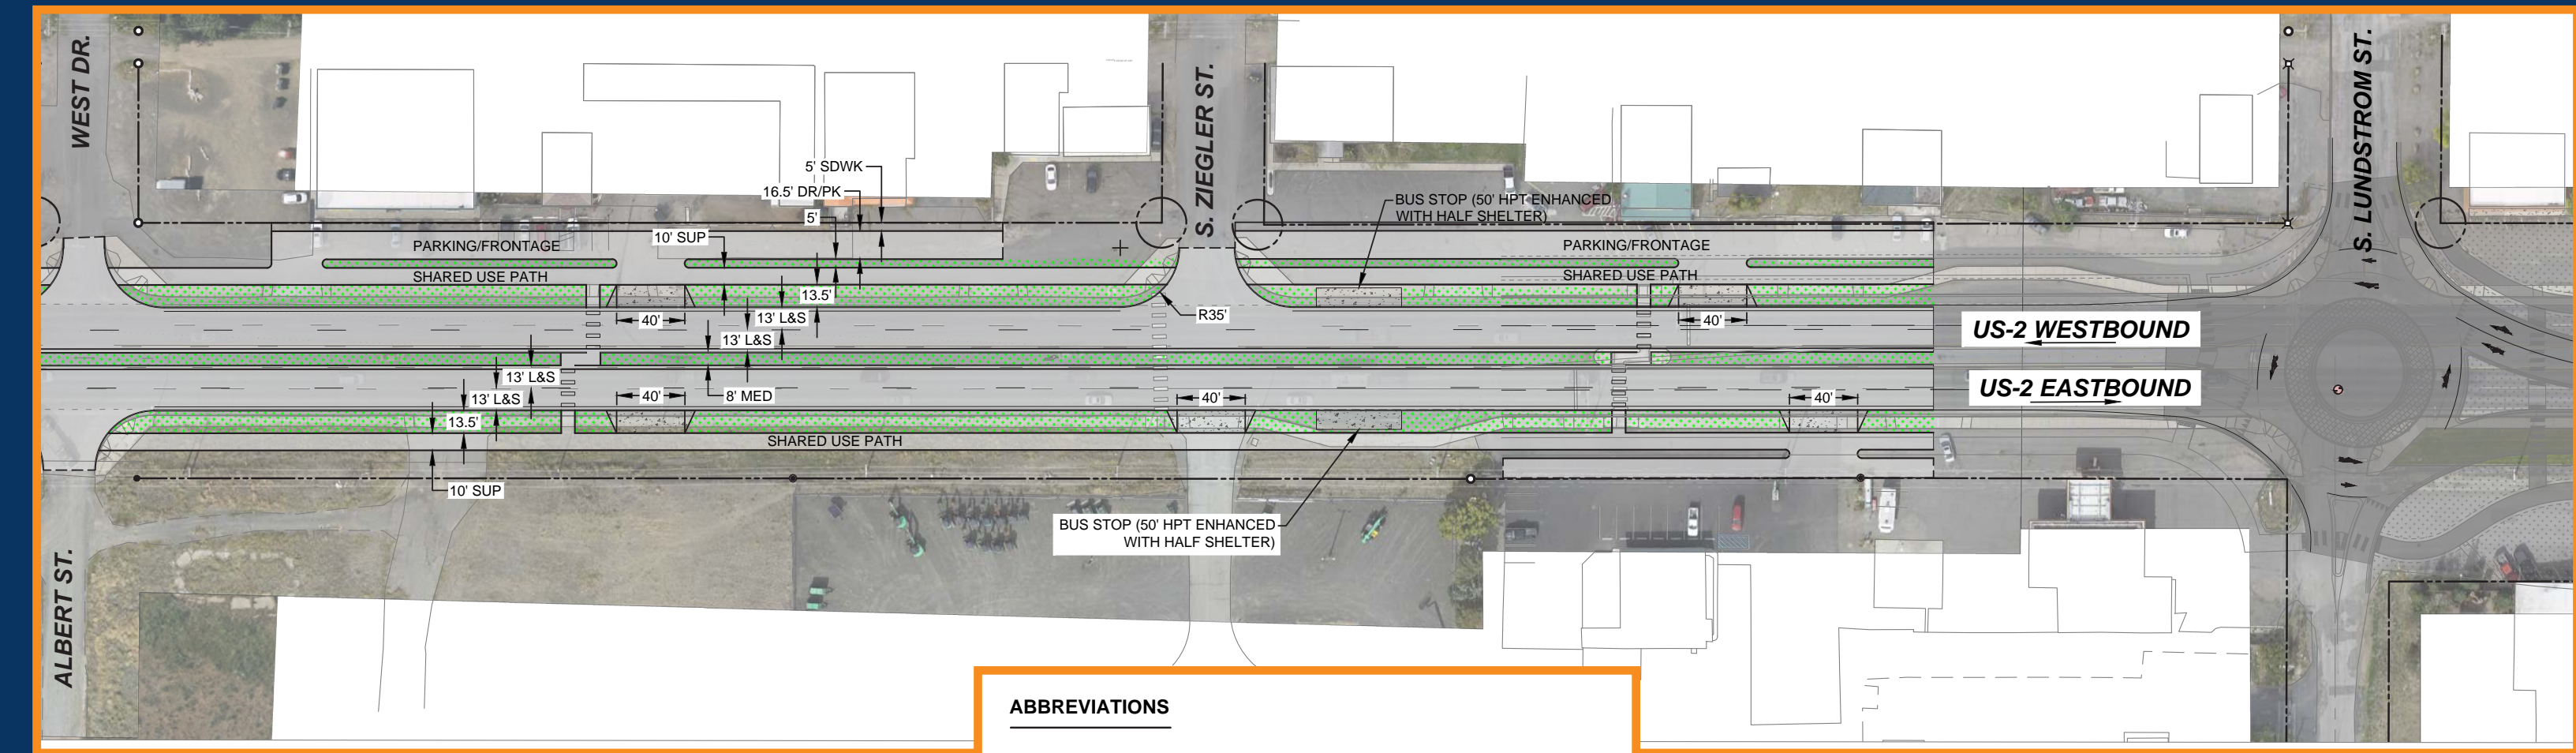 WEST DR.
S. ZIEGLER ST.
S. LUNDSTROM ST.
5' SDWK
16.5' DR/PK
5'
BUS STOP (50' HPT ENHANCED
WITH HALF SHELTER)
10' SUP
PARKING/FRONTAGE
PARKING/FRONTAGE
SHARED USE PATH
SHARED USE PATH
13.5'
40'
13' L&S
R35'
40'
13' L&S
US-2 WESTBOUND
13' L&S
13' L&S
40'
8' MED
40'
40'
US-2 EASTBOUND
13.5'
SHARED USE PATH
10' SUP
BUS STOP (50' HPT ENHANCED
WITH HALF SHELTER)
ALBERT ST.
ABBREVIATIONS